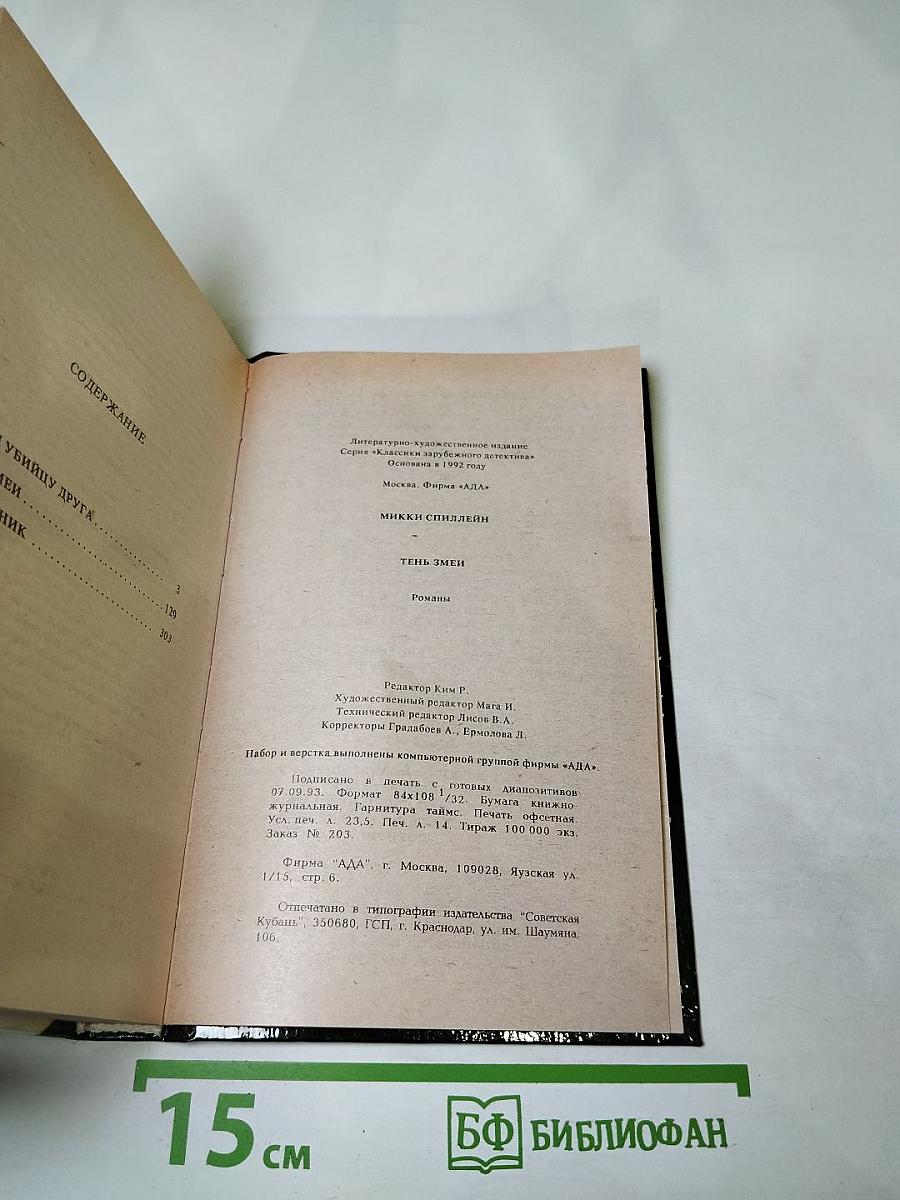 СОДЕРЖАНИЕ
УБИЙЦУ ДРУГА.......... 3
МЕИ..........129
НИК.......... 303
Литературно-художественное издание
Серия «Классики зарубежного детектива»
Основана в 1992 году
Москва. Фирма «АДА»
МИККИ СПИЛЛЕЙН
ТЕНЬ ЗМЕИ
Романы
Редактор Ким Р.
Художественный редактор Мага И.
Технический редактор Лисов В.А.
Корректоры Градабоев А., Ермолова Л.
Набор и верстка выполнены компьютерной группой фирмы «АДА».
Подписано в печать с готовых диапозитивов
07.09.93. Формат 84х108 1/32. Бумага книжно-
журнальная. Гарнитура таймс. Печать офсетная.
Усл. печ. л. 23,5. Печ. л. 14. Тираж 100 000 экз.
Заказ № 203.
Фирма "АДА", г. Москва, 109028, Яузская ул.
1/15, стр. 6.
Отпечатано в типографии издательства "Советская
Кубань", 350680, ГСП, г. Краснодар, ул. им. Шаумяна,
106.
15 см
БФ БИБЛИОФАН